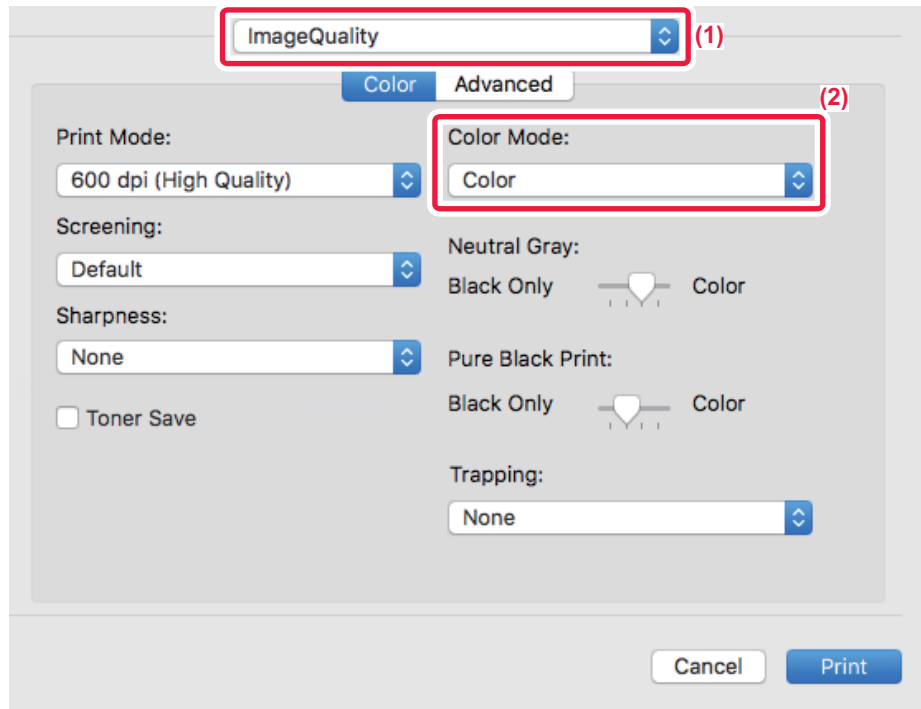 ImageQuality
(1)
Color Advanced
(2)
Print Mode:
600 dpi (High Quality)
Screening:
Default
Sharpness:
None
Toner Save
Color Mode:
Color
Neutral Gray:
Black Only Color
Pure Black Print:
Black Only Color
Trapping:
None
Cancel Print